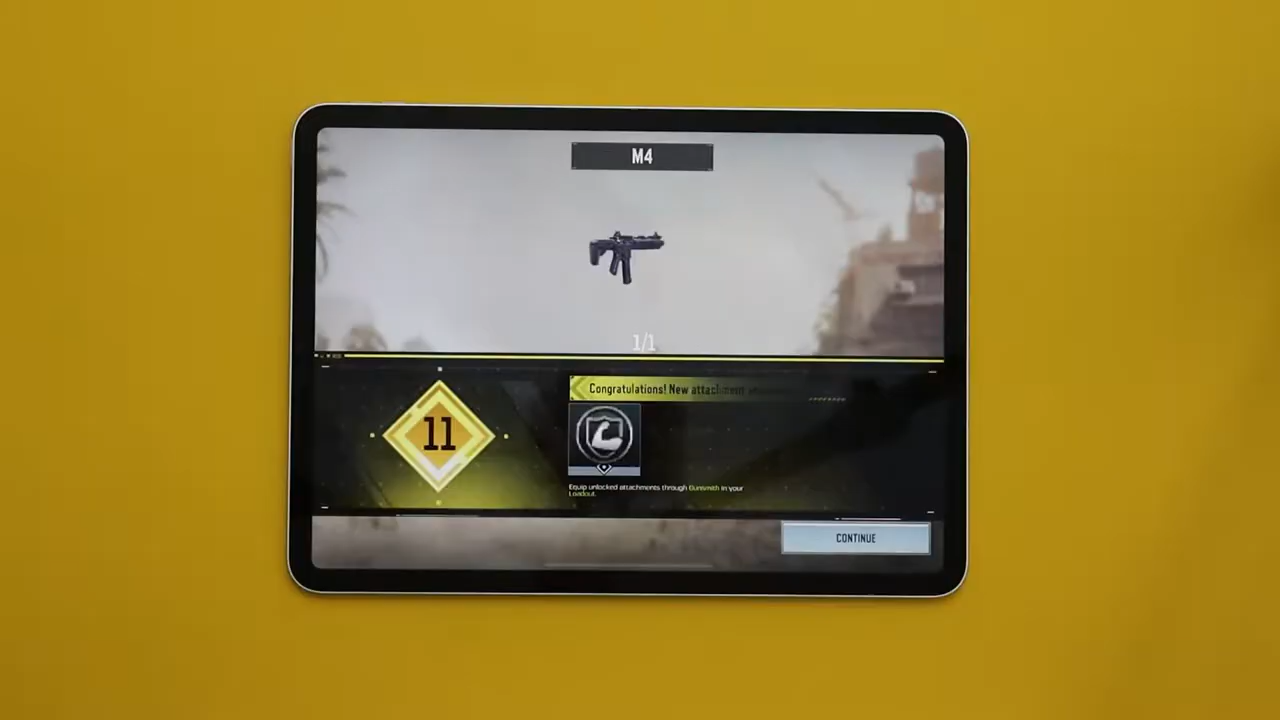 M4
1/1
11
Congratulations! New attachment
Equip unlocked attachments through Gunsmith in your
Loadout.
CONTINUE